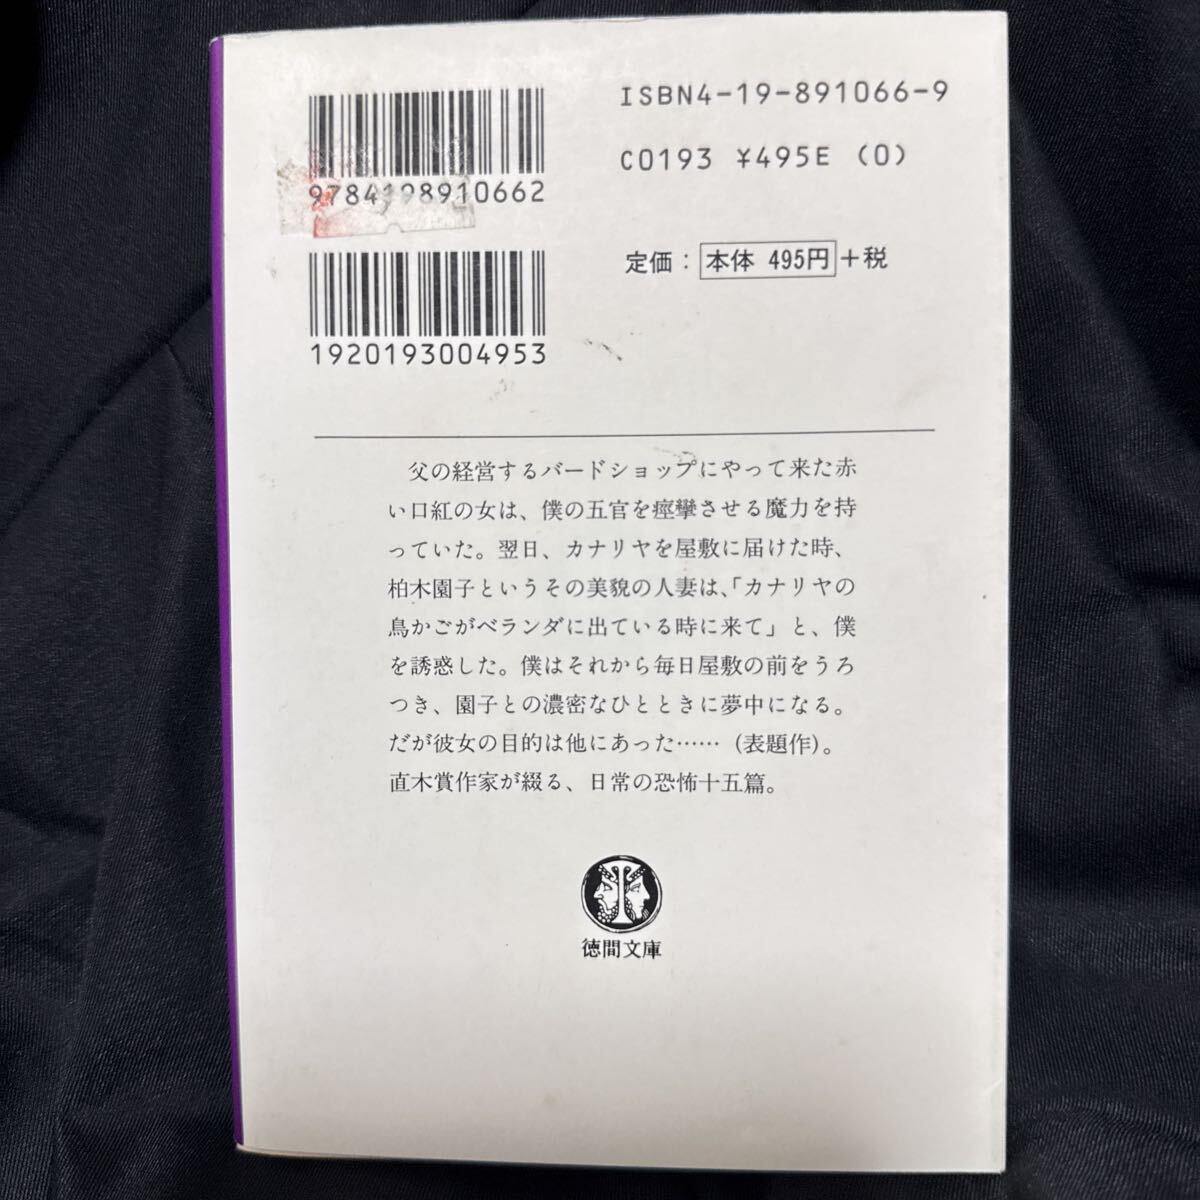 ISBN4-19-891066-9
C0193 ¥495E (0)
9784198910662
定価： 本体 495円 +税
1920193004953
父の経営するバードショップにやって来た赤
い口紅の女は、僕の五官を痙攣させる魔力を持
っていた。翌日、カナリヤを屋敷に届けた時、
柏木園子というその美貌の人妻は、「カナリヤの
鳥かごがベランダに出ている時に来て」と、僕
を誘惑した。僕はそれから毎日屋敷の前をうろ
つき、園子との濃密なひとときに夢中になる。
だが彼女の目的は他にあった……（表題作）。
直木賞作家が綴る、日常の恐怖十五篇。
徳間文庫